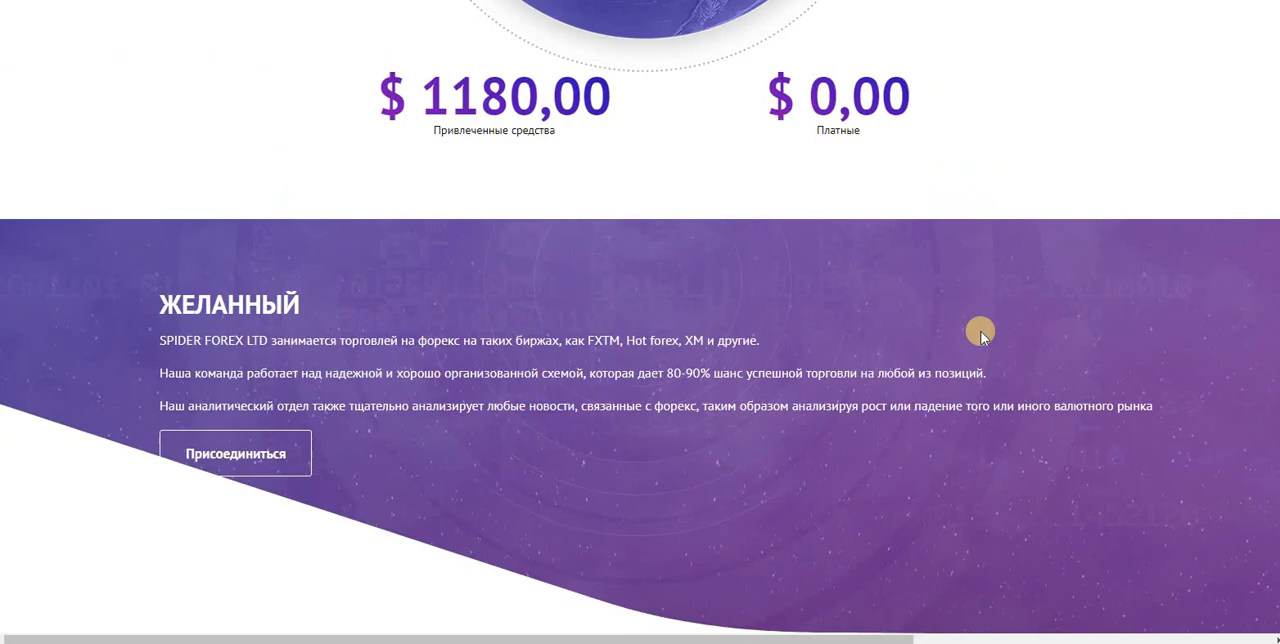 $ 1180,00
Привлеченные средства
$ 0,00
Платные
ЖЕЛАННЫЙ
SPIDER FOREX LTD занимается торговлей на форекс на таких биржах, как FXTM, Hot forex, XM и другие.
Наша команда работает над надежной и хорошо организованной схемой, которая дает 80-90% шанс успешной торговли на любой из позиций.
Наш аналитический отдел также тщательно анализирует любые новости, связанные с форекс, таким образом анализируя рост или падение того или иного валютного рынка
Присоединиться